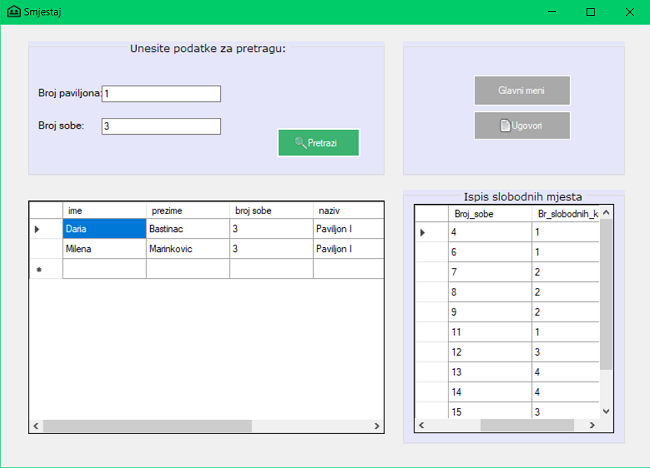 Smjestaj
Unesite podatke za pretragu:
Broj paviljona: 1
Broj sobe: 3
Pretrazi
Glavni meni
Ugovori
ime prezime broj sobe naziv
Daria Bastinac 3 Paviljon I
Milena Marinkovic 3 Paviljon I
Ispis slobodnih mjesta
Broj_sobe Br_slobodnih_k
4 1
6 1
7 2
8 2
9 2
11 1
12 3
13 4
14 4
15 3